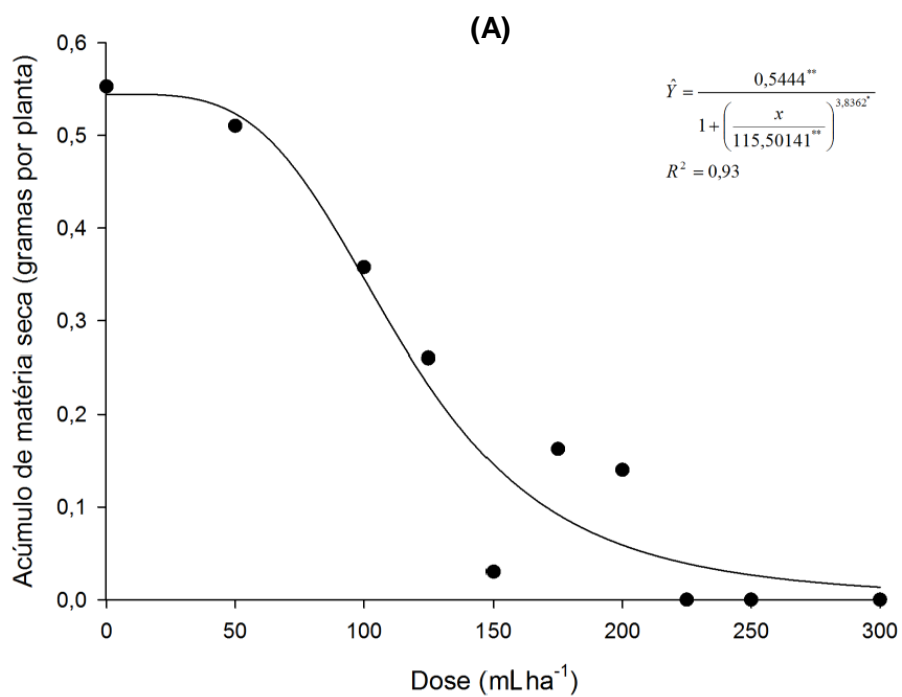 (A)
0,6
0,5
0,4
0,3
0,2
0,1
0,0
Acúmulo de matéria seca (gramas por planta)
Ŷ = 0,5444** / (1 + (x / 115,50141**)^3,8362*)
R² = 0,93
0 50 100 150 200 250 300
Dose (mL ha⁻¹)